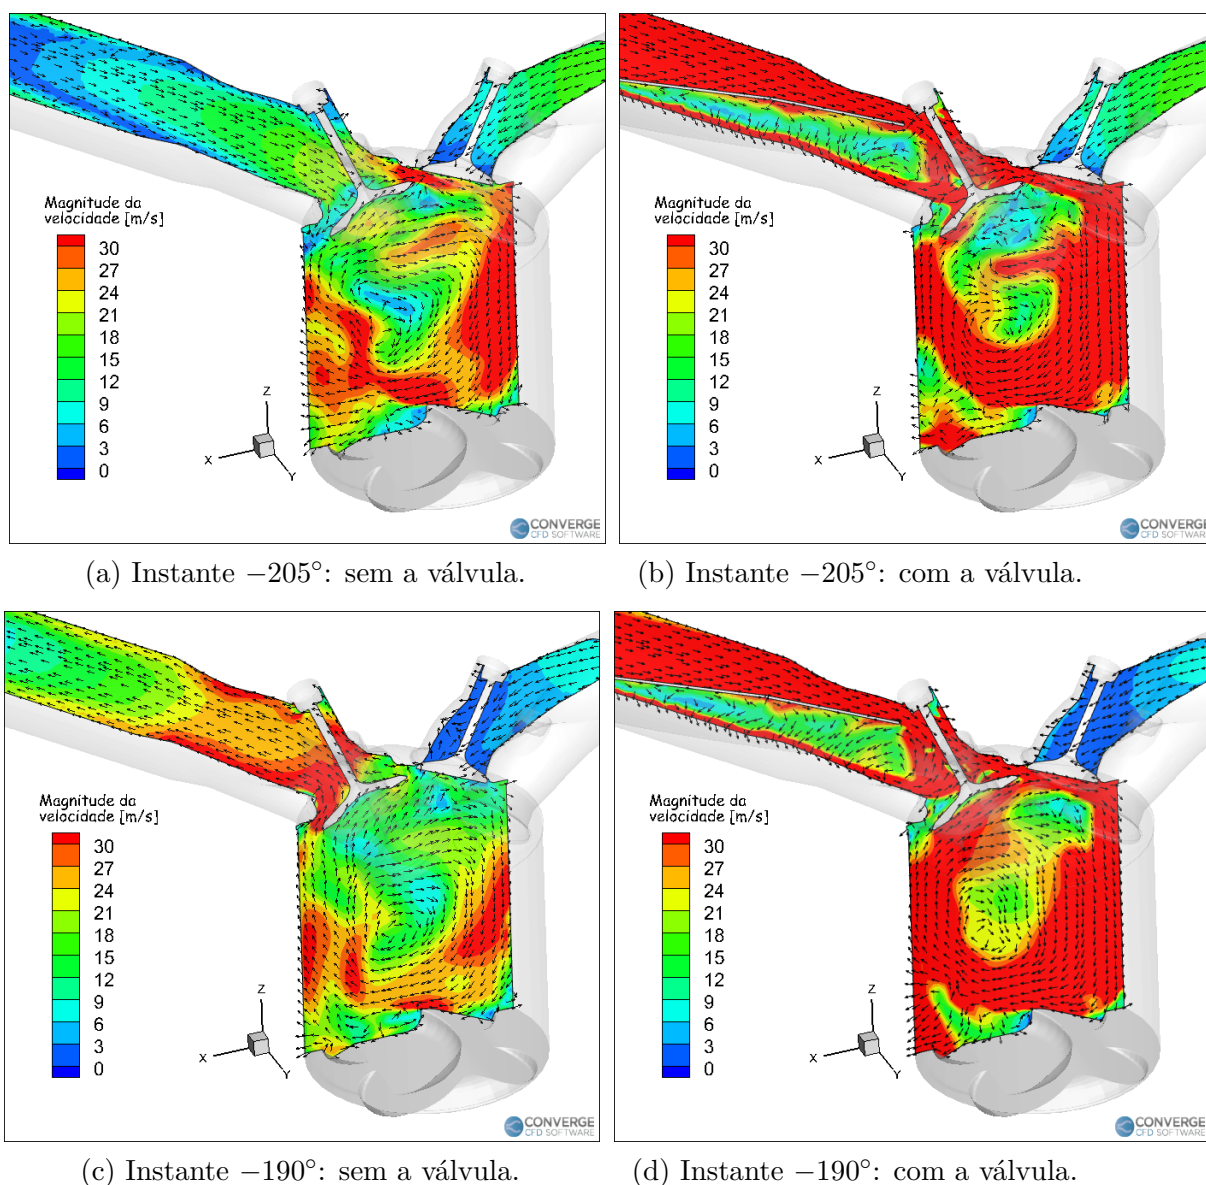 Magnitude da
velocidade [m/s]
30
27
24
21
18
15
12
9
6
3
0
Z
X
Y
CONVERGE
CFD SOFTWARE
Magnitude da
velocidade [m/s]
30
27
24
21
18
15
12
9
6
3
0
Z
X
Y
CONVERGE
CFD SOFTWARE
(a) Instante −205°: sem a válvula.
(b) Instante −205°: com a válvula.
Magnitude da
velocidade [m/s]
30
27
24
21
18
15
12
9
6
3
0
Z
X
Y
CONVERGE
CFD SOFTWARE
Magnitude da
velocidade [m/s]
30
27
24
21
18
15
12
9
6
3
0
Z
X
Y
CONVERGE
CFD SOFTWARE
(c) Instante −190°: sem a válvula.
(d) Instante −190°: com a válvula.